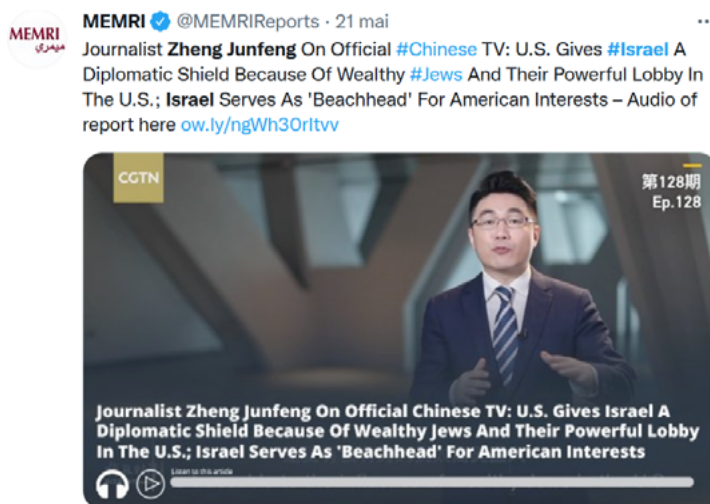 MEMRI @MEMRIReports · 21 mai
MEMRI
ميمري
Journalist Zheng Junfeng On Official #Chinese TV: U.S. Gives #Israel A
Diplomatic Shield Because Of Wealthy #Jews And Their Powerful Lobby In
The U.S.; Israel Serves As 'Beachhead' For American Interests – Audio of
report here ow.ly/ngWh30rltvv
CGTN
第128期
Ep.128
Journalist Zheng Junfeng On Official Chinese TV: U.S. Gives Israel A
Diplomatic Shield Because Of Wealthy Jews And Their Powerful Lobby
In The U.S.; Israel Serves As 'Beachhead' For American Interests
Listen to this article